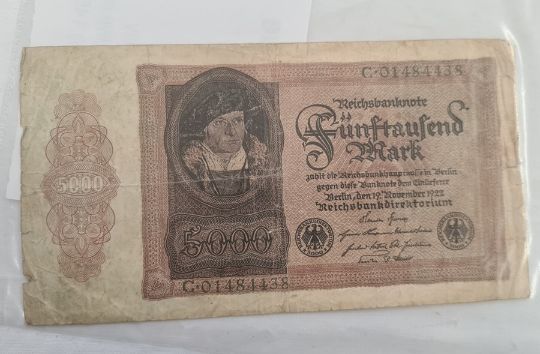 C·01484438
Reichsbanknote
5000
Fünftausend
Mark
zahlt die Reichsbankhauptkasse in Berlin
gegen diese Banknote dem Einlieferer
Berlin, den 19. November 1922
Reichsbankdirektorium
5000
C·01484438